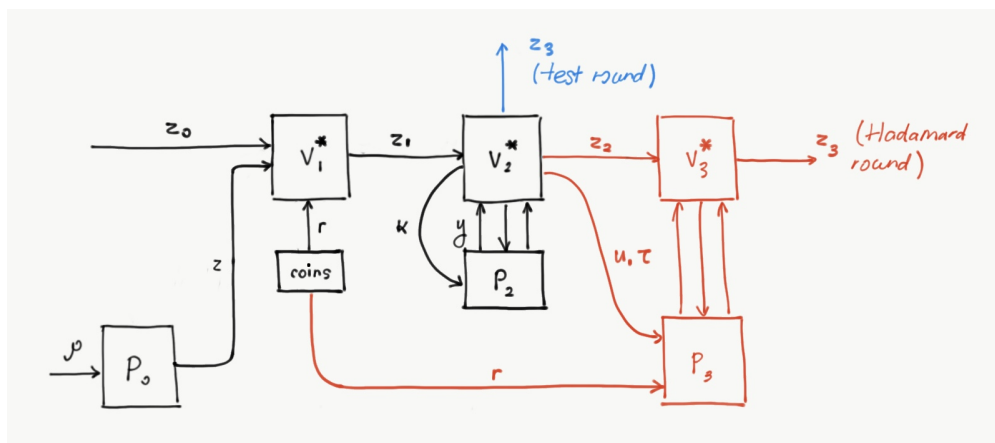 z₃
(test round)
z₀
V₁*
z₁
V₂*
z₂
V₃*
z₃ (Hadamard
round)
r
κ
y
z
coins
P₂
u, τ
ρ
P₀
r
P₃